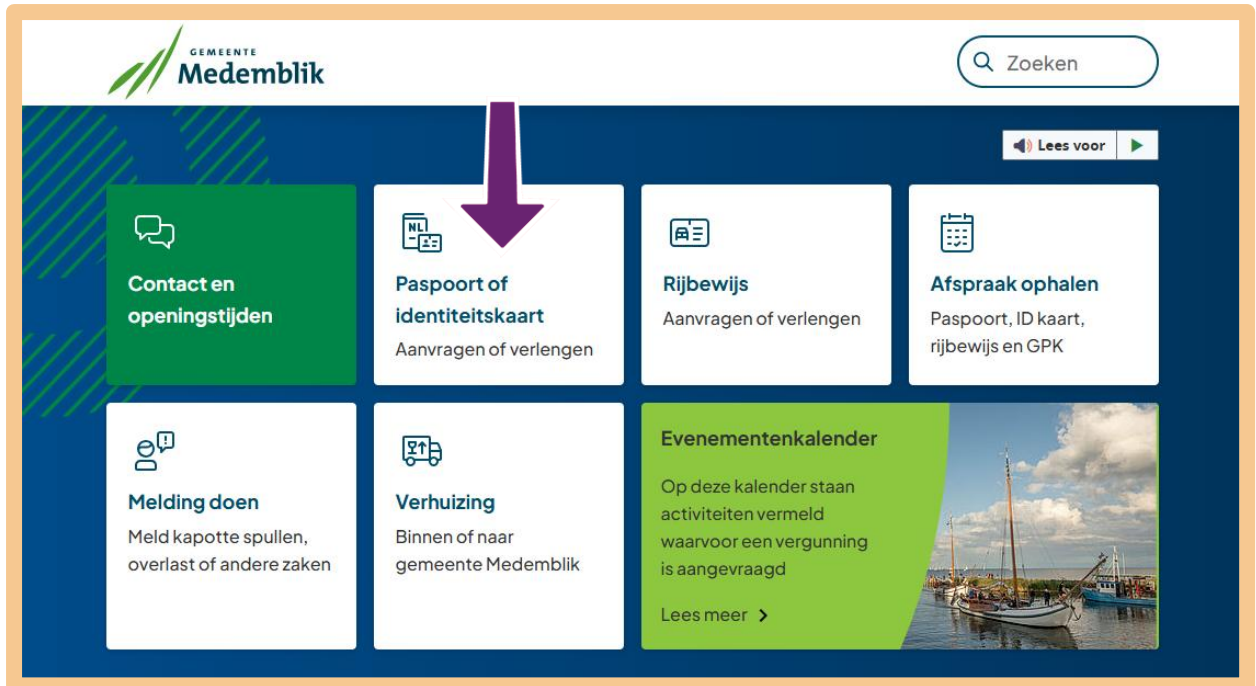 GEMEENTE
Medemblik
Zoeken
Lees voor
Contact en
openingstijden
NL
Paspoort of
identiteitskaart
Aanvragen of verlengen
Rijbewijs
Aanvragen of verlengen
Afspraak ophalen
Paspoort, ID kaart,
rijbewijs en GPK
Melding doen
Meld kapotte spullen,
overlast of andere zaken
Verhuizing
Binnen of naar
gemeente Medemblik
Evenementenkalender
Op deze kalender staan
activiteiten vermeld
waarvoor een vergunning
is aangevraagd
Lees meer